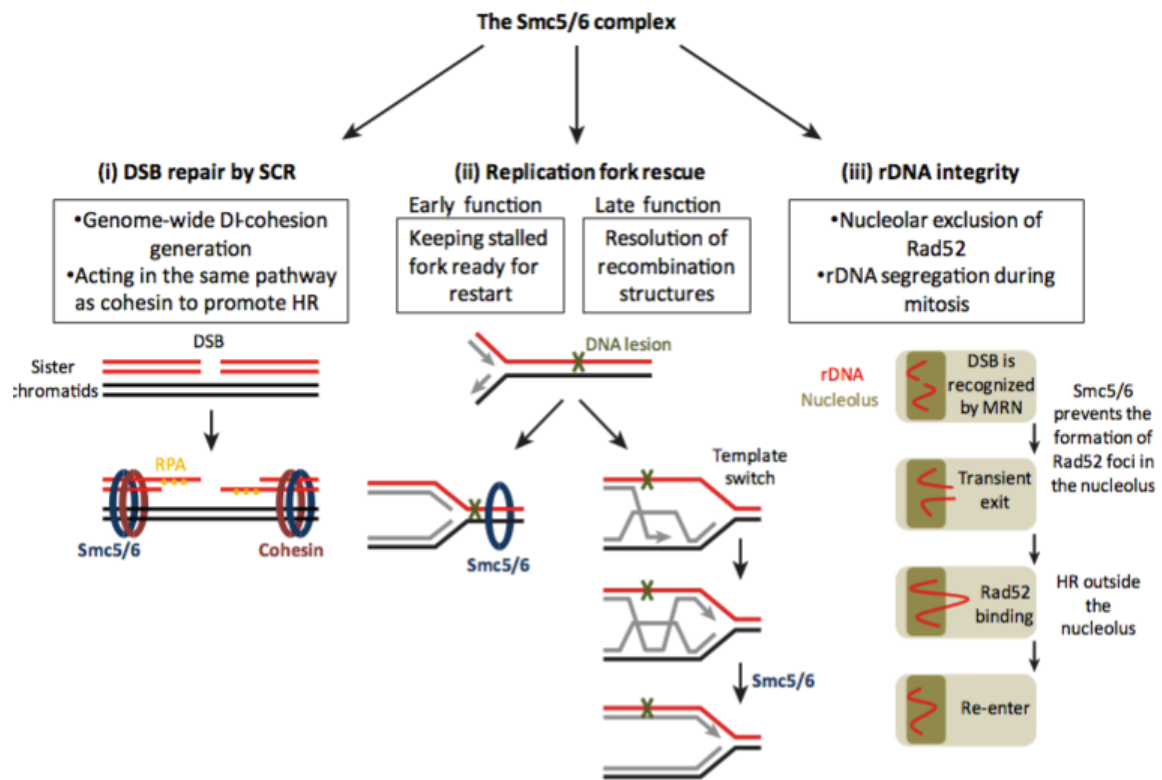 The Smc5/6 complex
(i) DSB repair by SCR
•Genome-wide DI-cohesion
generation
•Acting in the same pathway
as cohesin to promote HR
DSB
Sister
chromatids
RPA
Smc5/6
Cohesin
(ii) Replication fork rescue
Early function
Late function
Keeping stalled
fork ready for
restart
Resolution of
recombination
structures
DNA lesion
Smc5/6
Template
switch
Smc5/6
(iii) rDNA integrity
•Nucleolar exclusion of
Rad52
•rDNA segregation during
mitosis
rDNA
Nucleolus
DSB is
recognized
by MRN
Smc5/6
prevents the
formation of
Rad52 foci in
the nucleolus
Transient
exit
Rad52
binding
HR outside
the
nucleolus
Re-enter